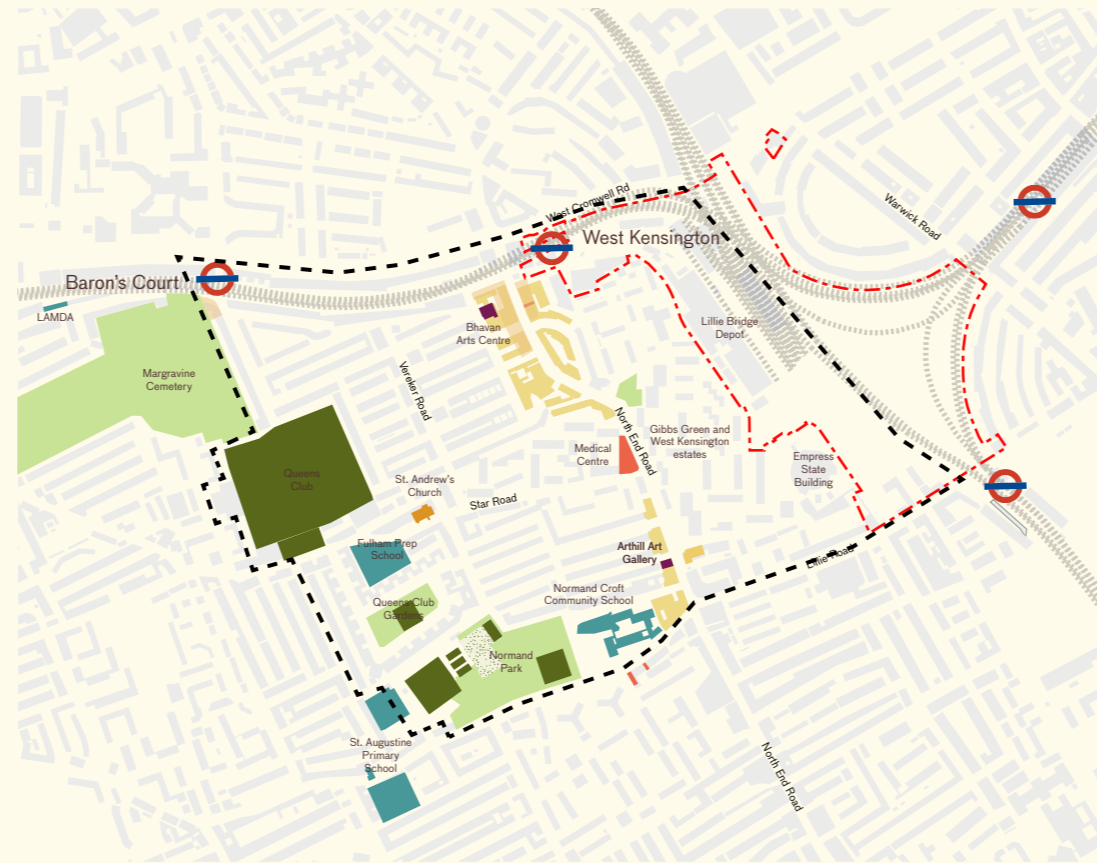 West Cromwell Rd
Warwick Road
West Kensington
Baron's Court
LAMDA
Lillie Bridge
Depot
Bhavan
Arts Centre
Margravine
Cemetery
Vereker Road
North End Road
Gibbs Green and
West Kensington
estates
Medical
Centre
Empress
State
Building
Queens
Club
St. Andrew's
Church
Star Road
Fulham Prep
School
Arthill Art
Gallery
Lillie Road
Normand Croft
Community School
Queens Club
Gardens
Normand
Park
St. Augustine
Primary
School
North End Road